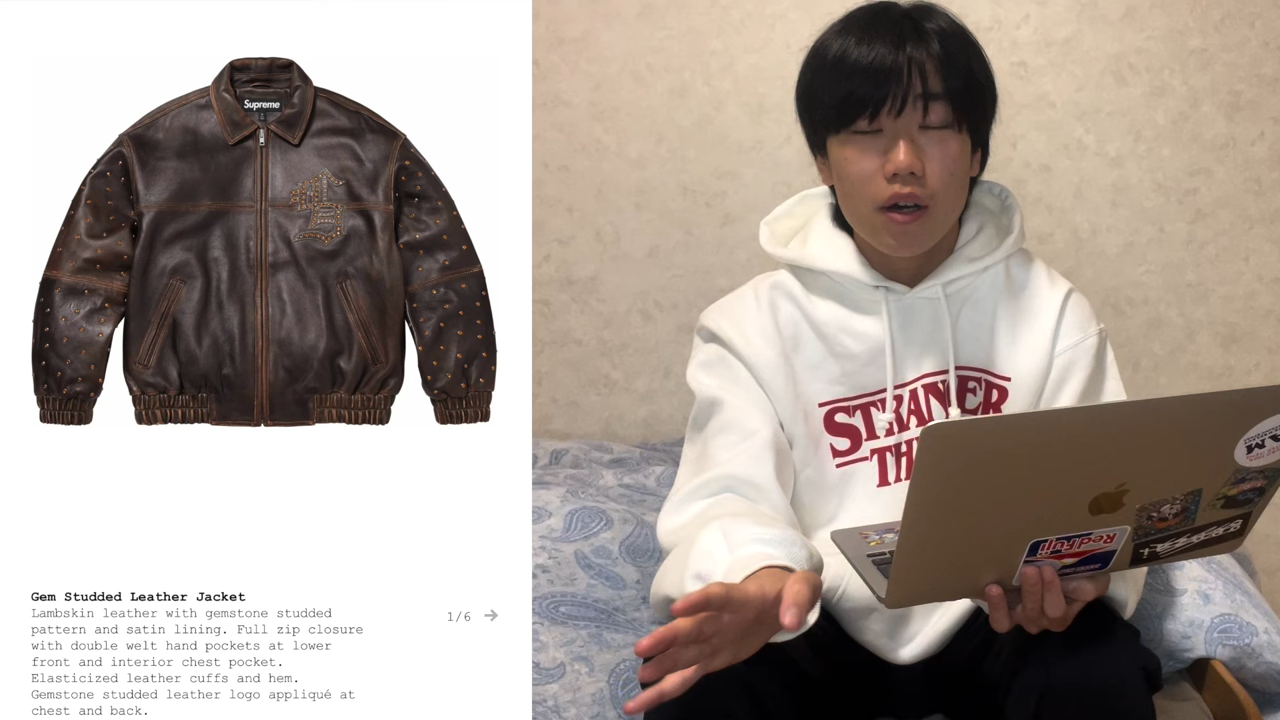 Supreme
Gem Studded Leather Jacket
Lambskin leather with gemstone studded
pattern and satin lining. Full zip closure
with double welt hand pockets at lower
front and interior chest pocket.
Elasticized leather cuffs and hem.
Gemstone studded leather logo appliqué at
chest and back.
1/6 →
STRANGER
TH
RedFuji